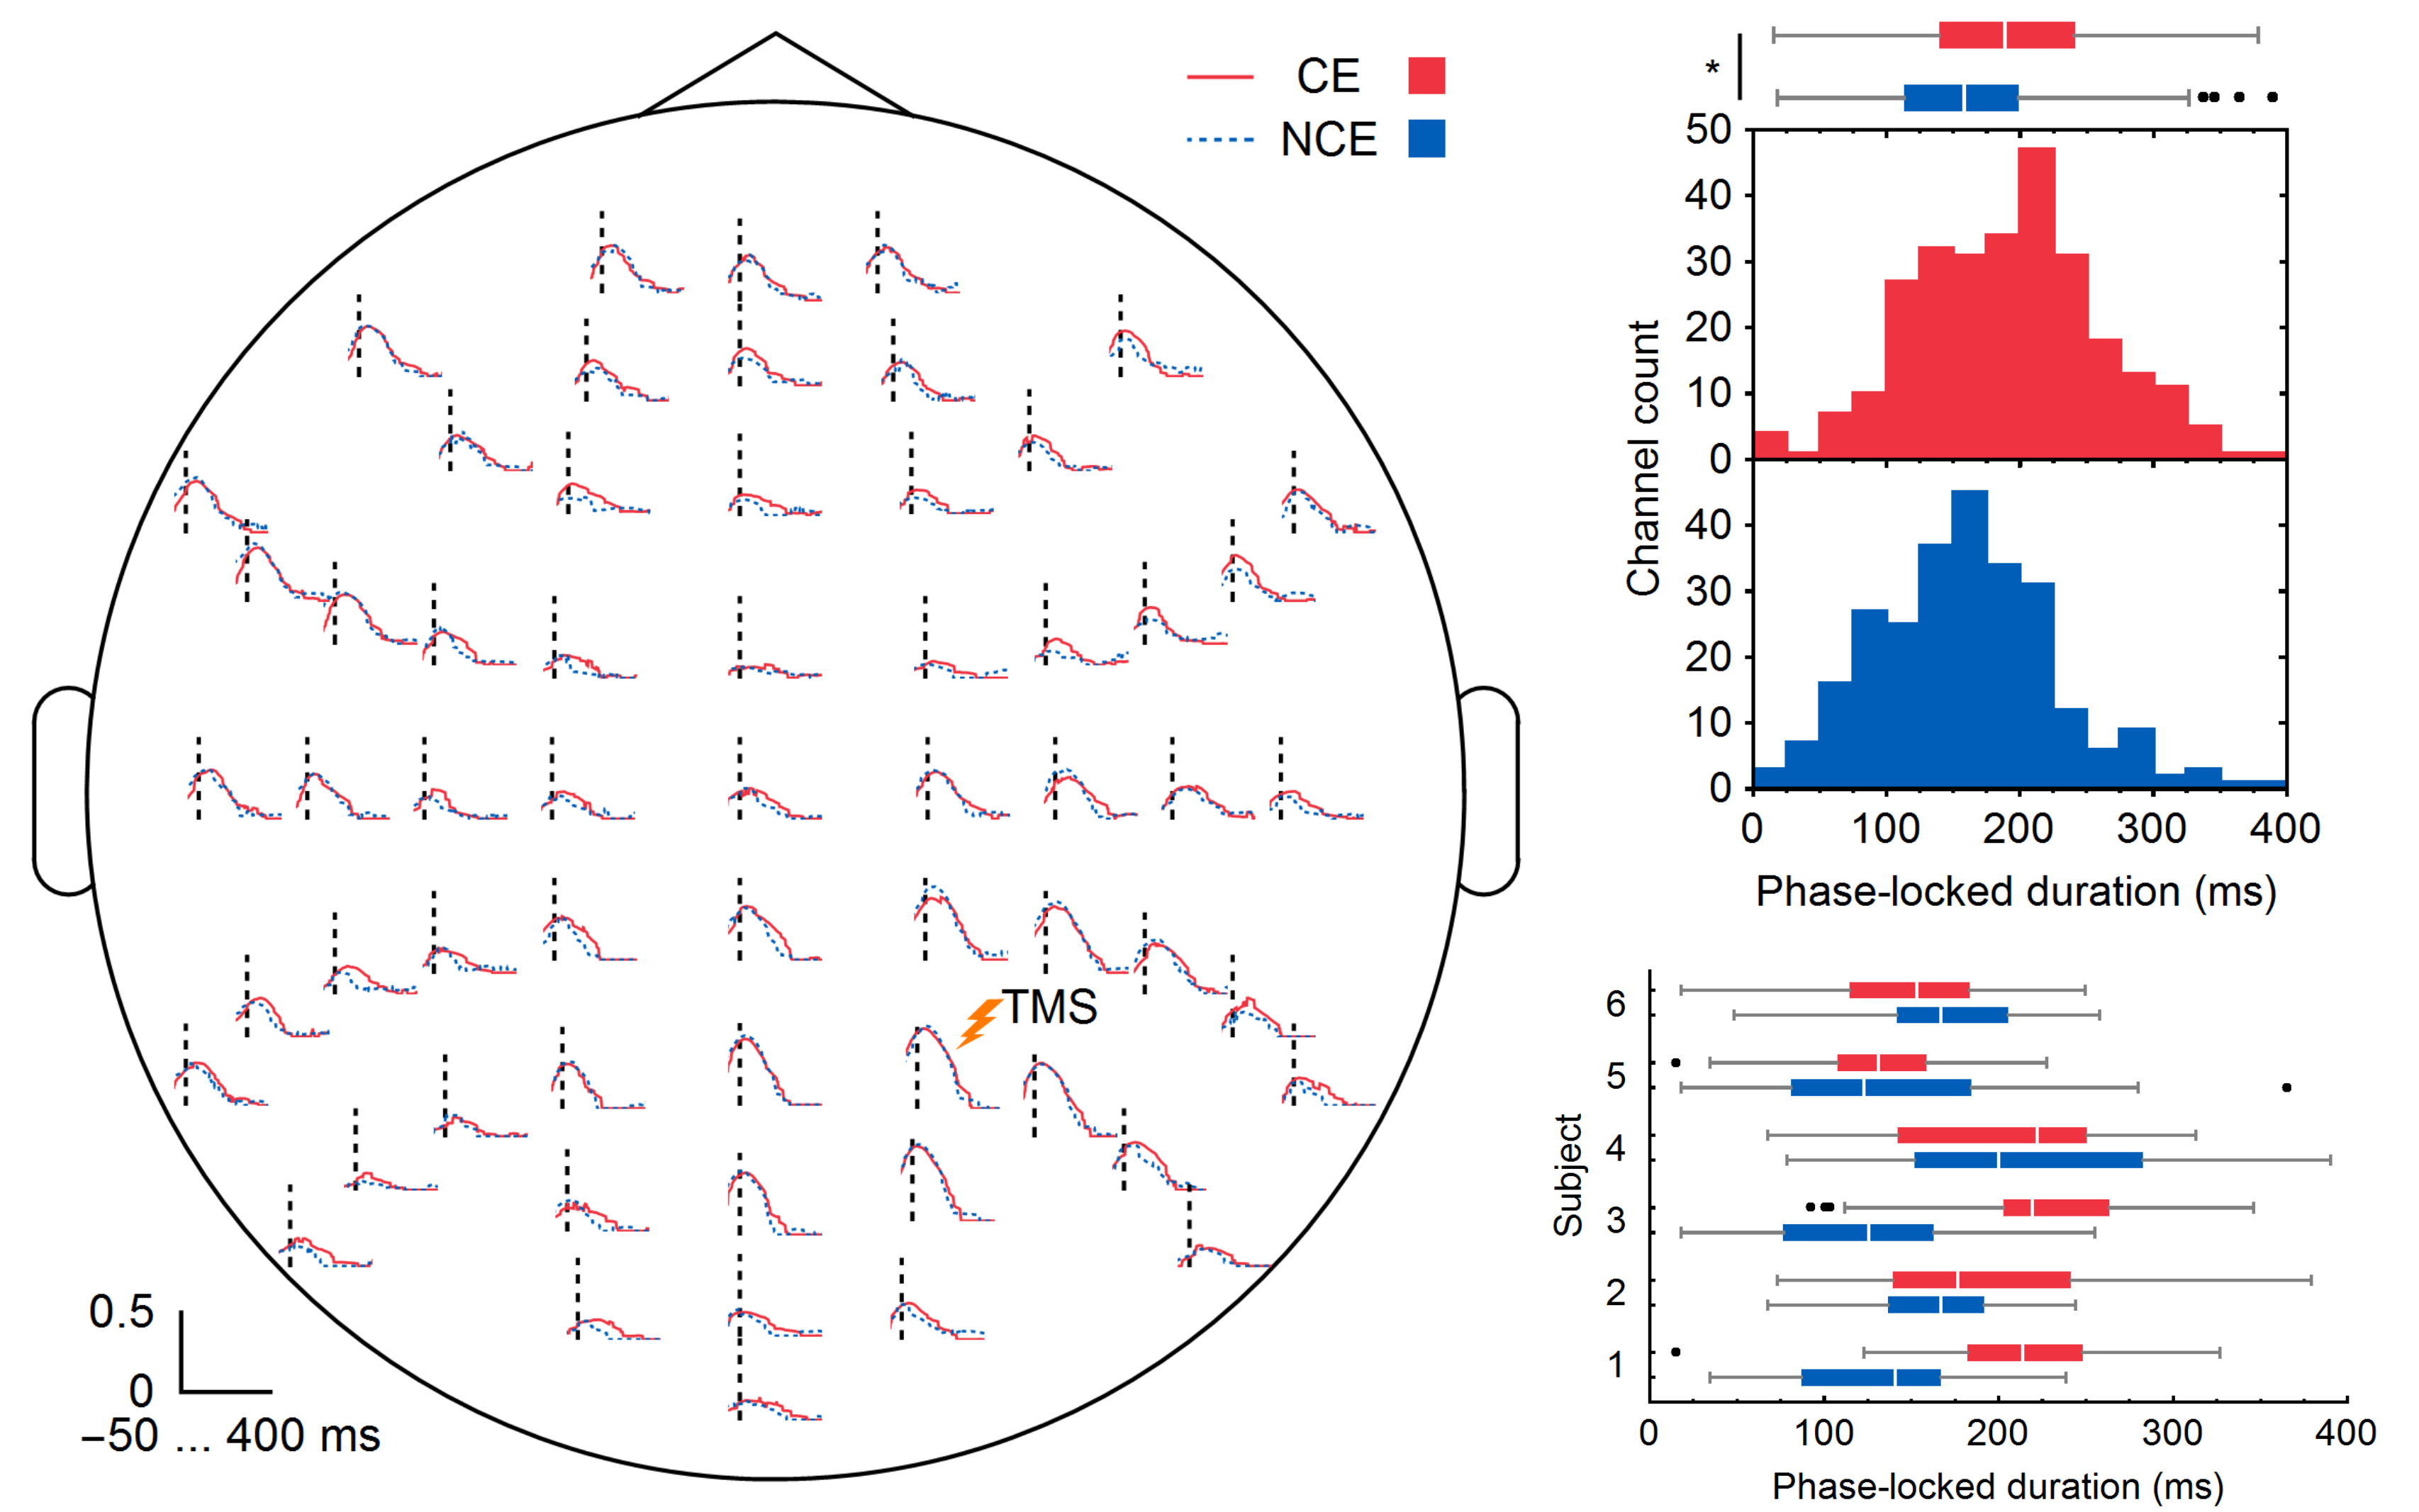 CE
NCE
TMS
0.5
0
−50 ... 400 ms
*
50
40
30
20
10
0
40
30
20
10
0
Channel count
0 100 200 300 400
Phase-locked duration (ms)
6
5
4
3
2
1
Subject
0 100 200 300 400
Phase-locked duration (ms)